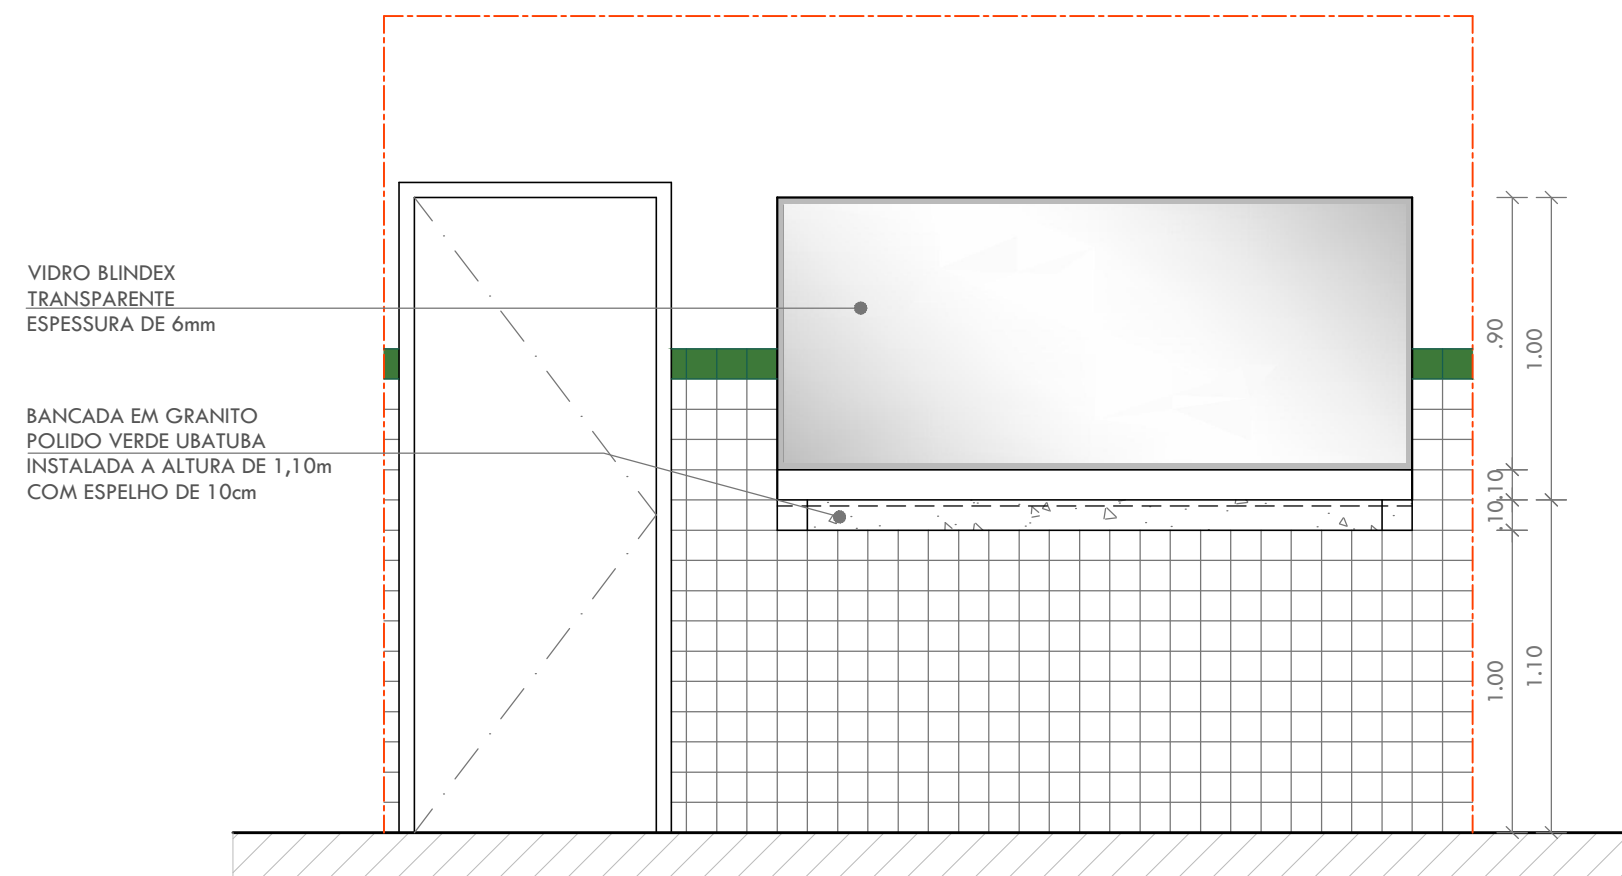 VIDRO BLINDEX
TRANSPARENTE
ESPESSURA DE 6mm
BANCADA EM GRANITO
POLIDO VERDE UBATUBA
INSTALADA A ALTURA DE 1,10m
COM ESPELHO DE 10cm
.90
1.00
.10
.10
1.00
1.10